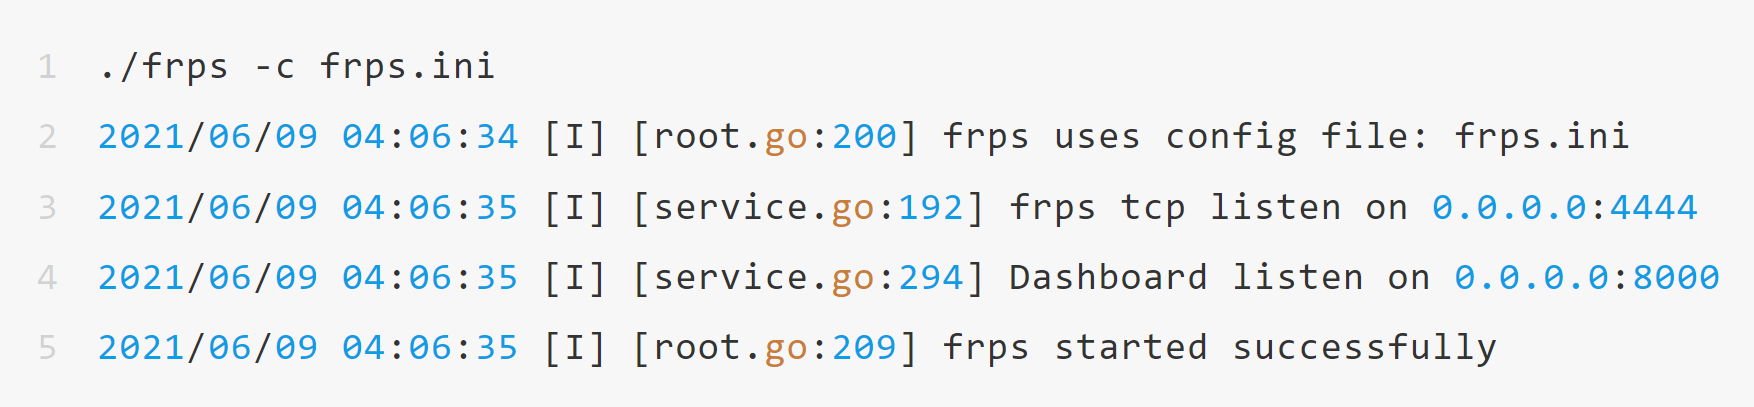 1 ./frps -c frps.ini
2 2021/06/09 04:06:34 [I] [root.go:200] frps uses config file: frps.ini
3 2021/06/09 04:06:35 [I] [service.go:192] frps tcp listen on 0.0.0.0:4444
4 2021/06/09 04:06:35 [I] [service.go:294] Dashboard listen on 0.0.0.0:8000
5 2021/06/09 04:06:35 [I] [root.go:209] frps started successfully